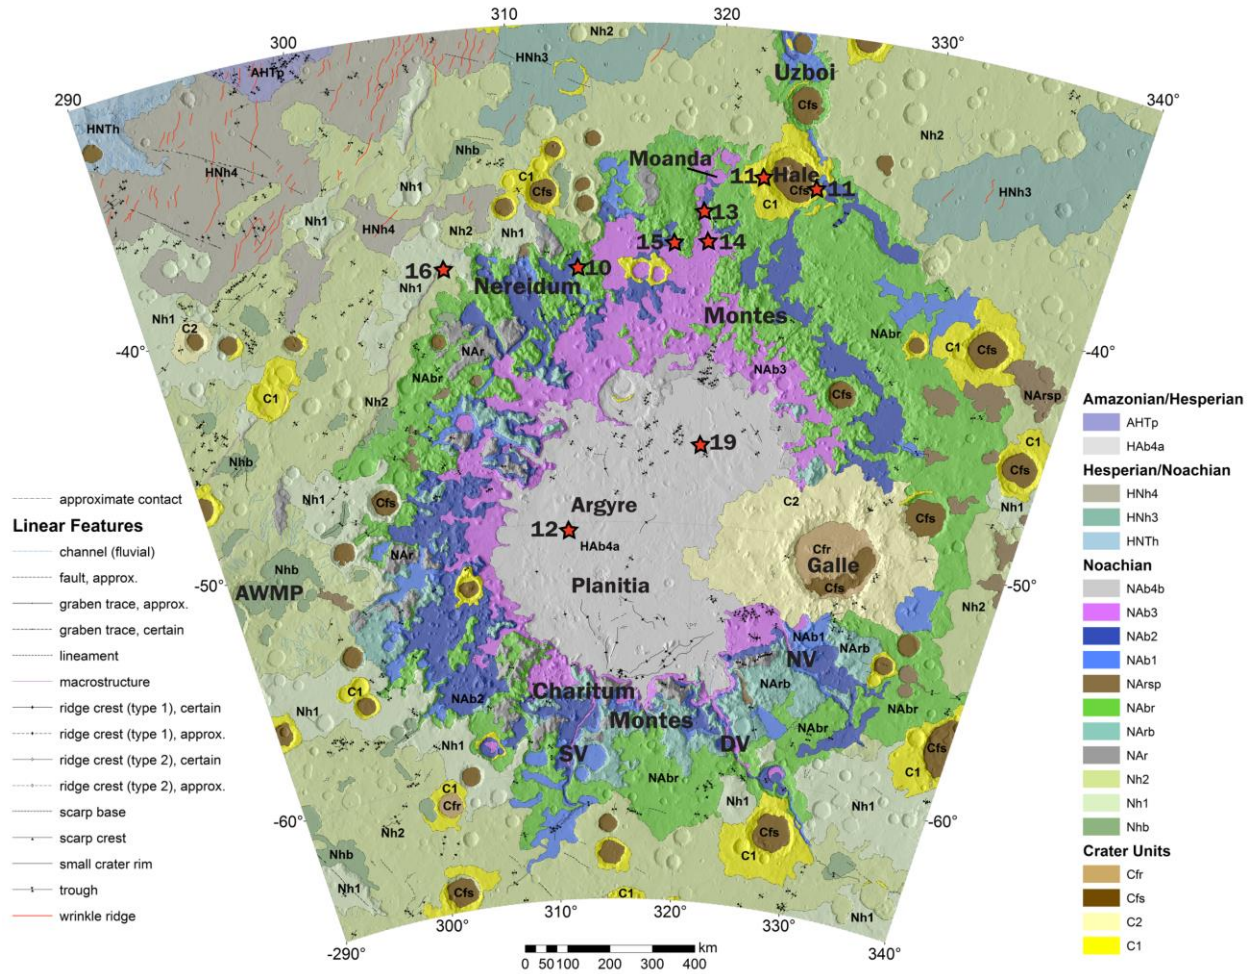 310
320
300
Nh2
330
HNh3
AHTp
Uzboi
290
340°
Cfs
HNTh
Nh2
Nhb
Moanda
HNh4
C1
Nh1
Cfs
11
Hale
Cfs
11
HNh3
C1
Nh1
13
HNh4
Nh2
Nh1
15
14
16
10
Nh1
Nereidum
Nh1
Montes
C2
NAbr
-40°
NAr
C1
Cfs
-40°
NAbr
NAb3
Cfs
NArsp
C1
Nh2
19
C1
Nhb
Cfs
Nh1
C2
Cfs
Argyre
Cfs
Nh1
12
HAb4a
Cfr
NAr
Galle
Nhb
-50°
Planitia
Cfs
-50°
AWMP
Nh2
NAb1
NArb
NV
NArb
C1
NAb2
Charitum
NAbr
Nh1
Montes
NAbr
Nh1
DV
Cfs
SV
C1
NAbr
C1
Nh1
Nh1
Cfr
-60°
Nh2
Cfs
-60°
Nhb
C1
Nh1
Cfs
C1
Nh1
310°
320°
300°
330°
-290°
340°
km
0 50 100 200 300 400
approximate contact
Linear Features
channel (fluvial)
fault, approx.
graben trace, approx.
graben trace, certain
lineament
macrostructure
ridge crest (type 1), certain
ridge crest (type 1), approx.
ridge crest (type 2), certain
ridge crest (type 2), approx.
scarp base
scarp crest
small crater rim
trough
wrinkle ridge
Amazonian/Hesperian
AHTp
HAb4a
Hesperian/Noachian
HNh4
HNh3
HNTh
Noachian
NAb4b
NAb3
NAb2
NAb1
NArsp
NAbr
NArb
NAr
Nh2
Nh1
Nhb
Crater Units
Cfr
Cfs
C2
C1